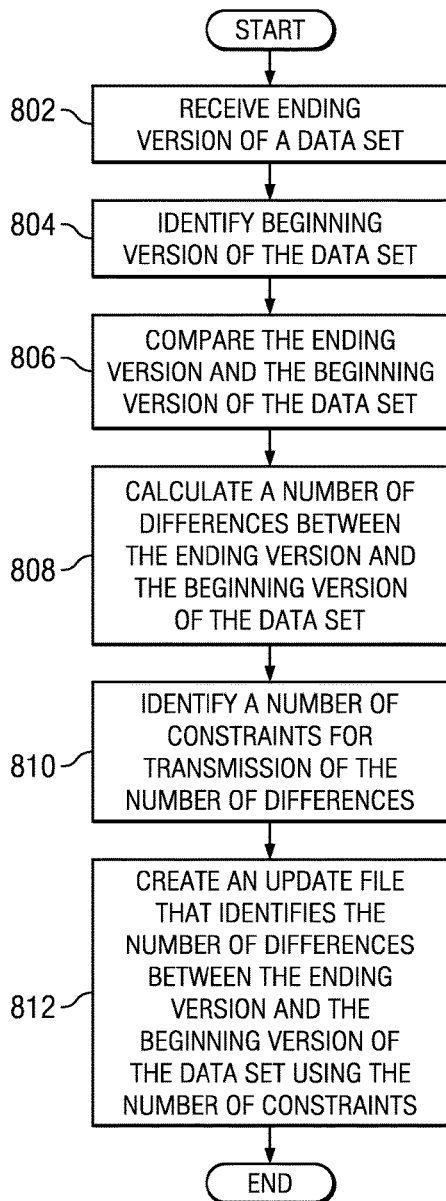 START
802
RECEIVE ENDING
VERSION OF A DATA SET
804
IDENTIFY BEGINNING
VERSION OF THE DATA SET
806
COMPARE THE ENDING
VERSION AND THE BEGINNING
VERSION OF THE DATA SET
808
CALCULATE A NUMBER OF
DIFFERENCES BETWEEN
THE ENDING VERSION AND
THE BEGINNING VERSION
OF THE DATA SET
810
IDENTIFY A NUMBER OF
CONSTRAINTS FOR
TRANSMISSION OF THE
NUMBER OF DIFFERENCES
812
CREATE AN UPDATE FILE
THAT IDENTIFIES THE
NUMBER OF DIFFERENCES
BETWEEN THE ENDING
VERSION AND THE
BEGINNING VERSION OF
THE DATA SET USING THE
NUMBER OF CONSTRAINTS
END